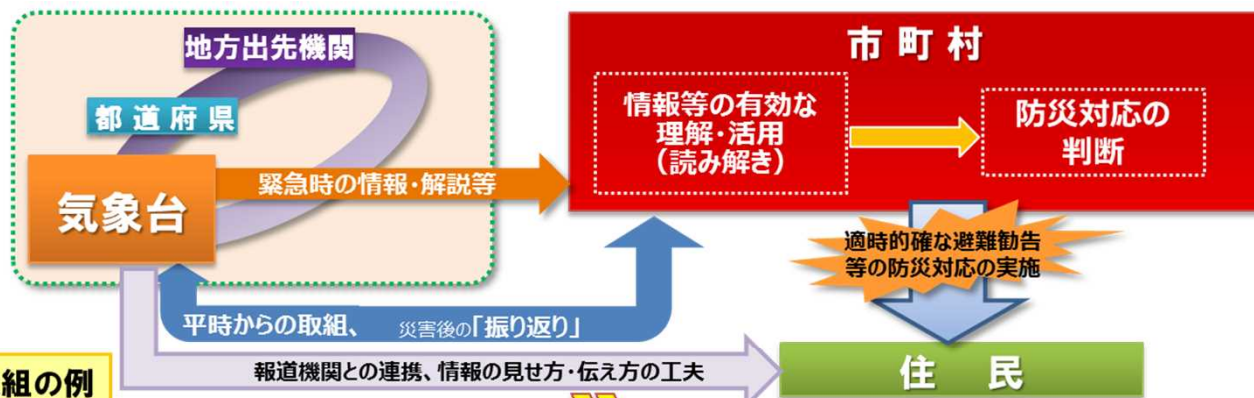 地方出先機関
都道府県
気象台
緊急時の情報・解説等
市町村
情報等の有効な
理解・活用
（読み解き）
防災対応の
判断
適時的確な避難勧告
等の防災対応の実施
平時からの取組、 災害後の「振り返り」
報道機関との連携、情報の見せ方・伝え方の工夫
住民
組の例